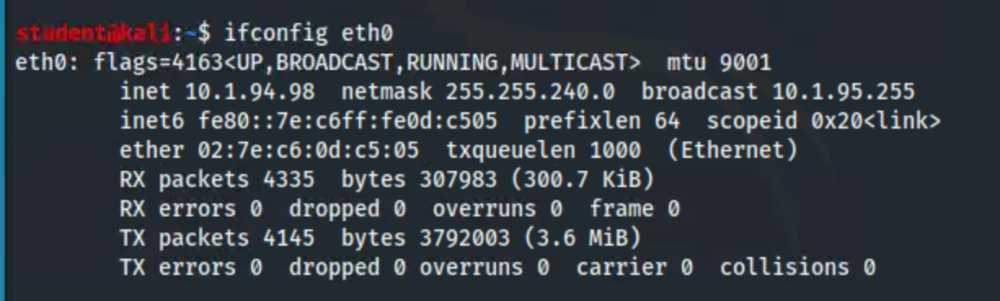 student@kali:~$ ifconfig eth0
eth0: flags=4163<UP,BROADCAST,RUNNING,MULTICAST>  mtu 9001
        inet 10.1.94.98  netmask 255.255.240.0  broadcast 10.1.95.255
        inet6 fe80::7e:c6ff:fe0d:c505  prefixlen 64  scopeid 0x20<link>
        ether 02:7e:c6:0d:c5:05  txqueuelen 1000  (Ethernet)
        RX packets 4335  bytes 307983 (300.7 KiB)
        RX errors 0  dropped 0  overruns 0  frame 0
        TX packets 4145  bytes 3792003 (3.6 MiB)
        TX errors 0  dropped 0 overruns 0  carrier 0  collisions 0